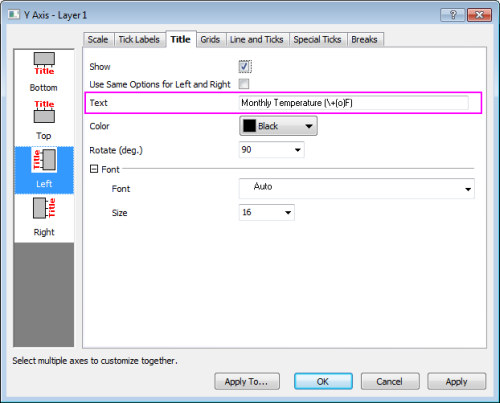 Y Axis - Layer1
Scale Tick Labels Title Grids Line and Ticks Special Ticks Breaks
Title
Bottom
Title
Top
Title
Left
Title
Right
Show
Use Same Options for Left and Right
Text Monthly Temperature (\+(o)F)
Color Black
Rotate (deg.) 90
Font
Font Auto
Size 16
Select multiple axes to customize together.
Apply To... OK Cancel Apply